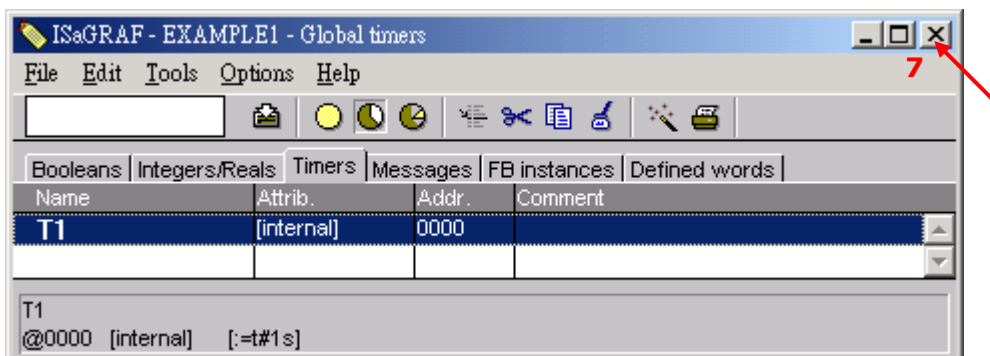 ISaGRAF - EXAMPLE1 - Global timers
File Edit Tools Options Help
7
Booleans Integers/Reals Timers Messages FB instances Defined words
Name Attrib. Addr. Comment
T1 [internal] 0000
T1
@0000 [internal] [:=t#1s]